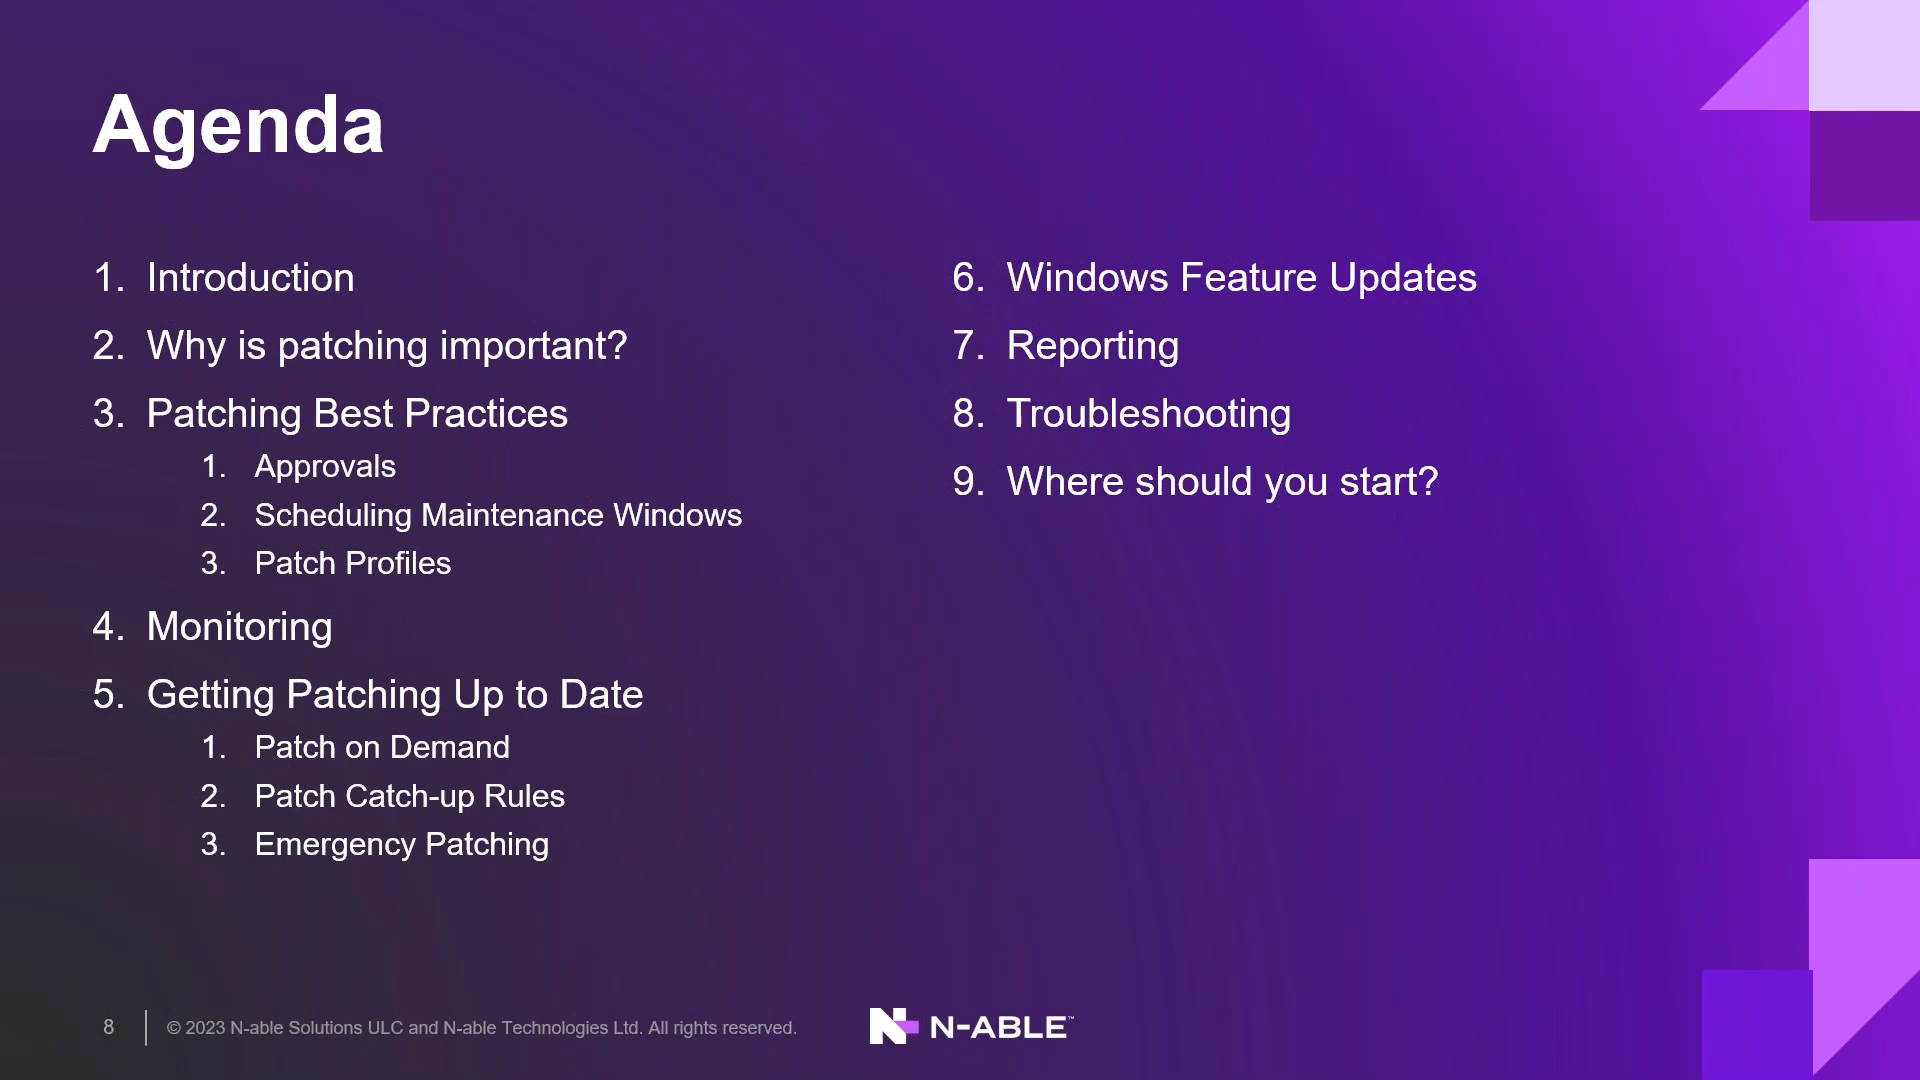 Agenda
1. Introduction
2. Why is patching important?
3. Patching Best Practices
1. Approvals
2. Scheduling Maintenance Windows
3. Patch Profiles
4. Monitoring
5. Getting Patching Up to Date
1. Patch on Demand
2. Patch Catch-up Rules
3. Emergency Patching
6. Windows Feature Updates
7. Reporting
8. Troubleshooting
9. Where should you start?
8
© 2023 N-able Solutions ULC and N-able Technologies Ltd. All rights reserved.
N-ABLE™